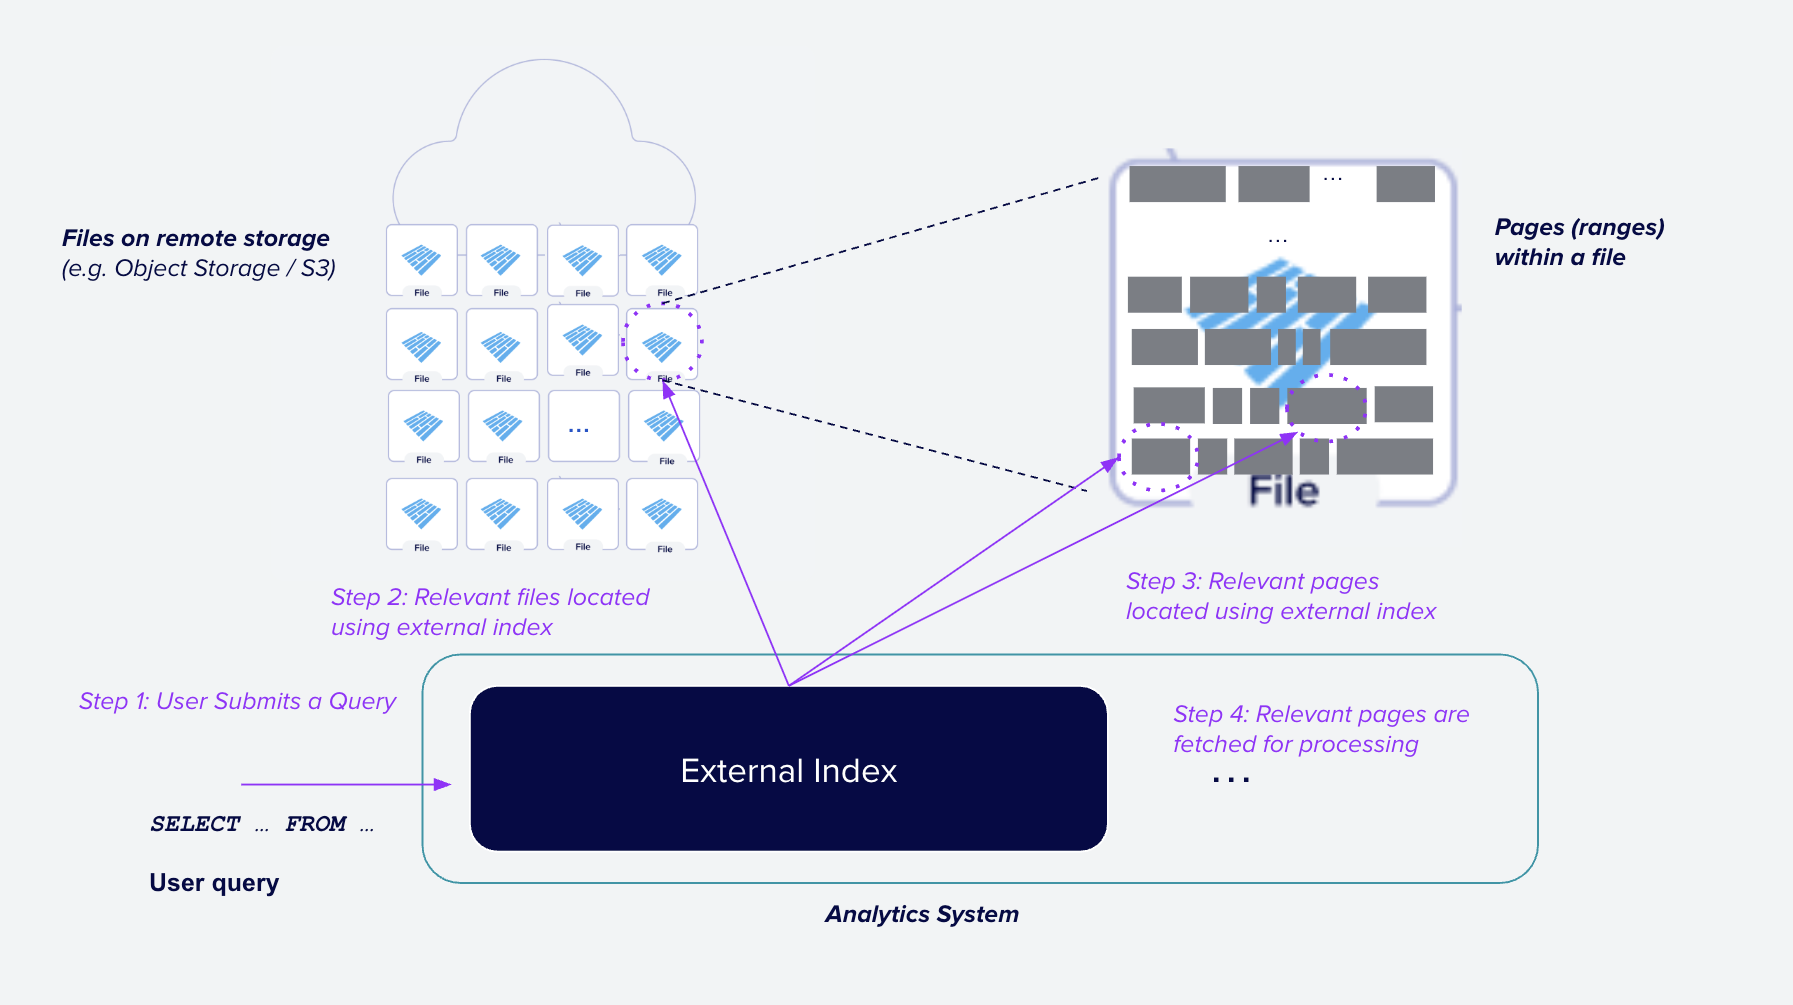 Files on remote storage
(e.g. Object Storage / S3)
File
File
File
File
File
File
File
File
File
File
...
File
File
File
File
File
...
...
File
Pages (ranges)
within a file
Step 2: Relevant files located
using external index
Step 3: Relevant pages
located using external index
Step 1: User Submits a Query
SELECT … FROM …
User query
External Index
Step 4: Relevant pages are
fetched for processing
...
Analytics System